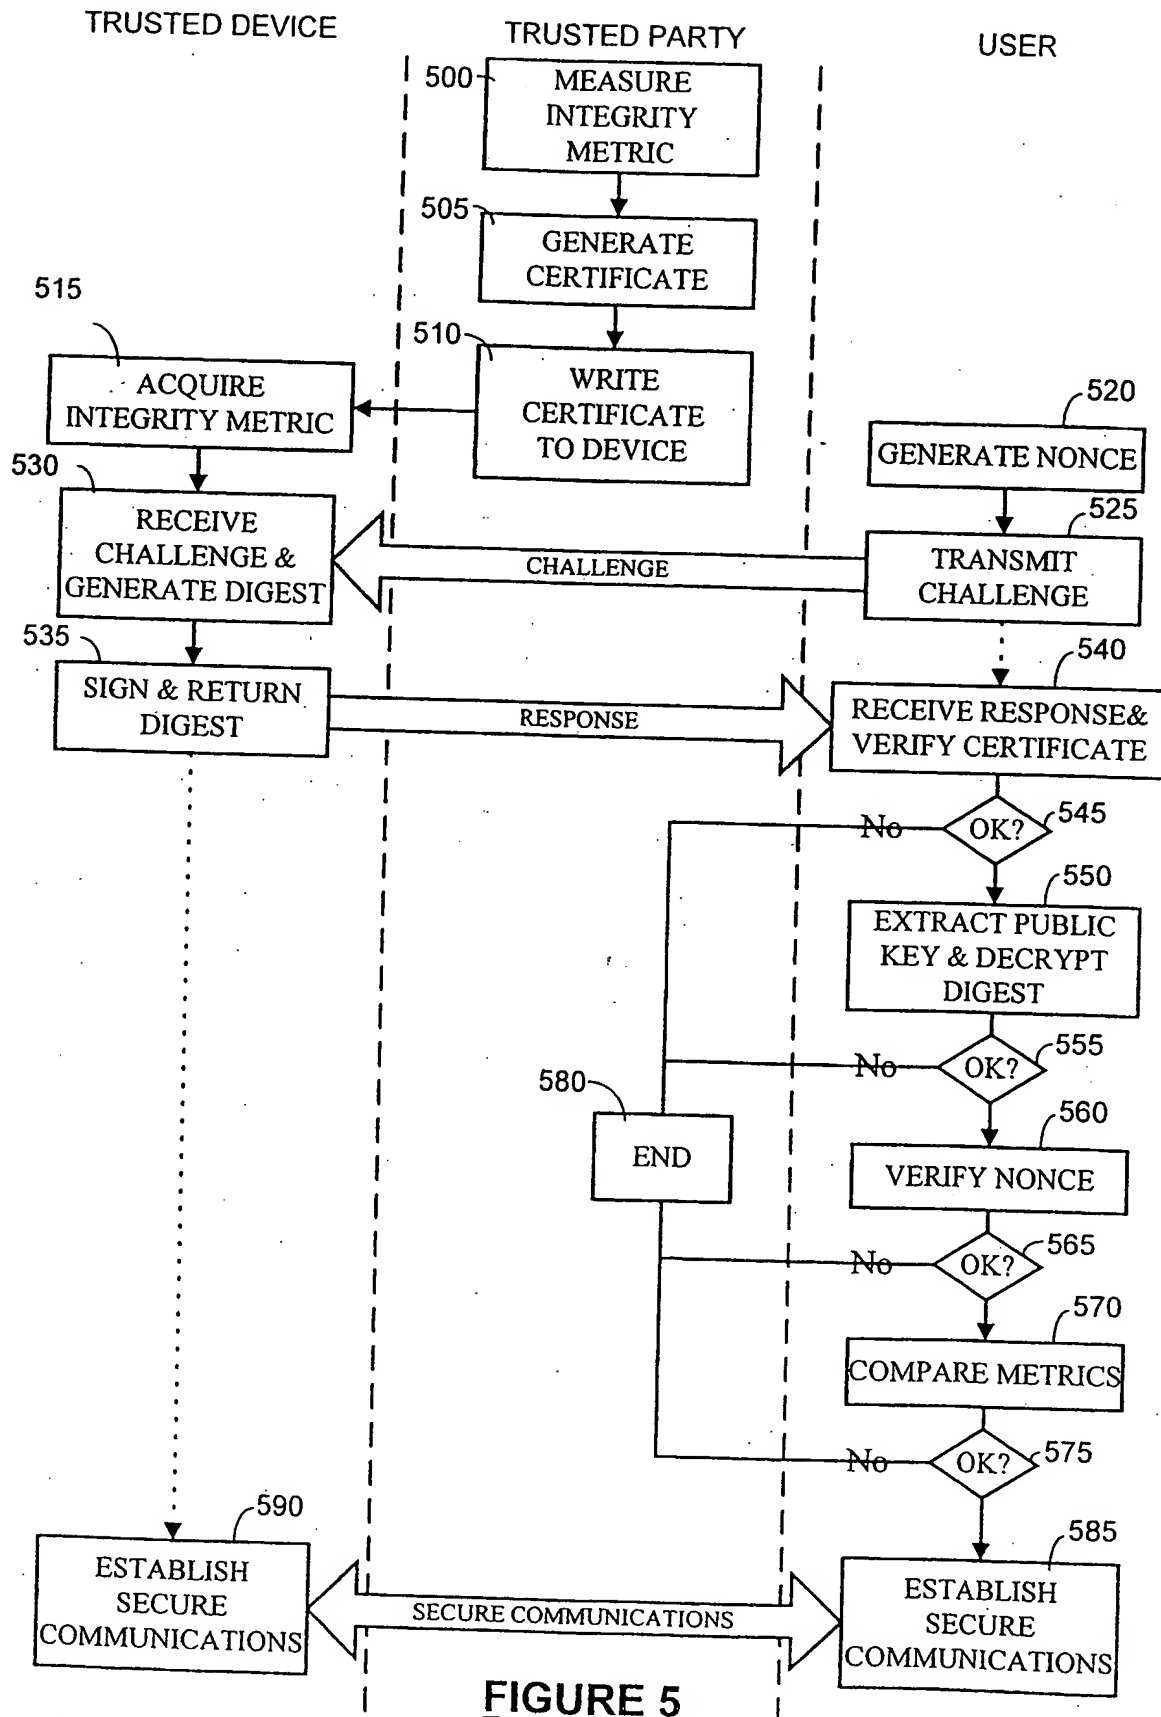 TRUSTED DEVICE
TRUSTED PARTY
USER
500
MEASURE
INTEGRITY
METRIC
505
GENERATE
CERTIFICATE
510
WRITE
CERTIFICATE
TO DEVICE
515
ACQUIRE
INTEGRITY METRIC
520
GENERATE NONCE
525
TRANSMIT
CHALLENGE
CHALLENGE
530
RECEIVE
CHALLENGE &
GENERATE DIGEST
535
SIGN & RETURN
DIGEST
RESPONSE
540
RECEIVE RESPONSE&
VERIFY CERTIFICATE
OK?
545
No
550
EXTRACT PUBLIC
KEY & DECRYPT
DIGEST
OK?
555
No
580
END
560
VERIFY NONCE
OK?
565
No
570
COMPARE METRICS
OK?
575
No
590
ESTABLISH
SECURE
COMMUNICATIONS
SECURE COMMUNICATIONS
585
ESTABLISH
SECURE
COMMUNICATIONS
FIGURE 5